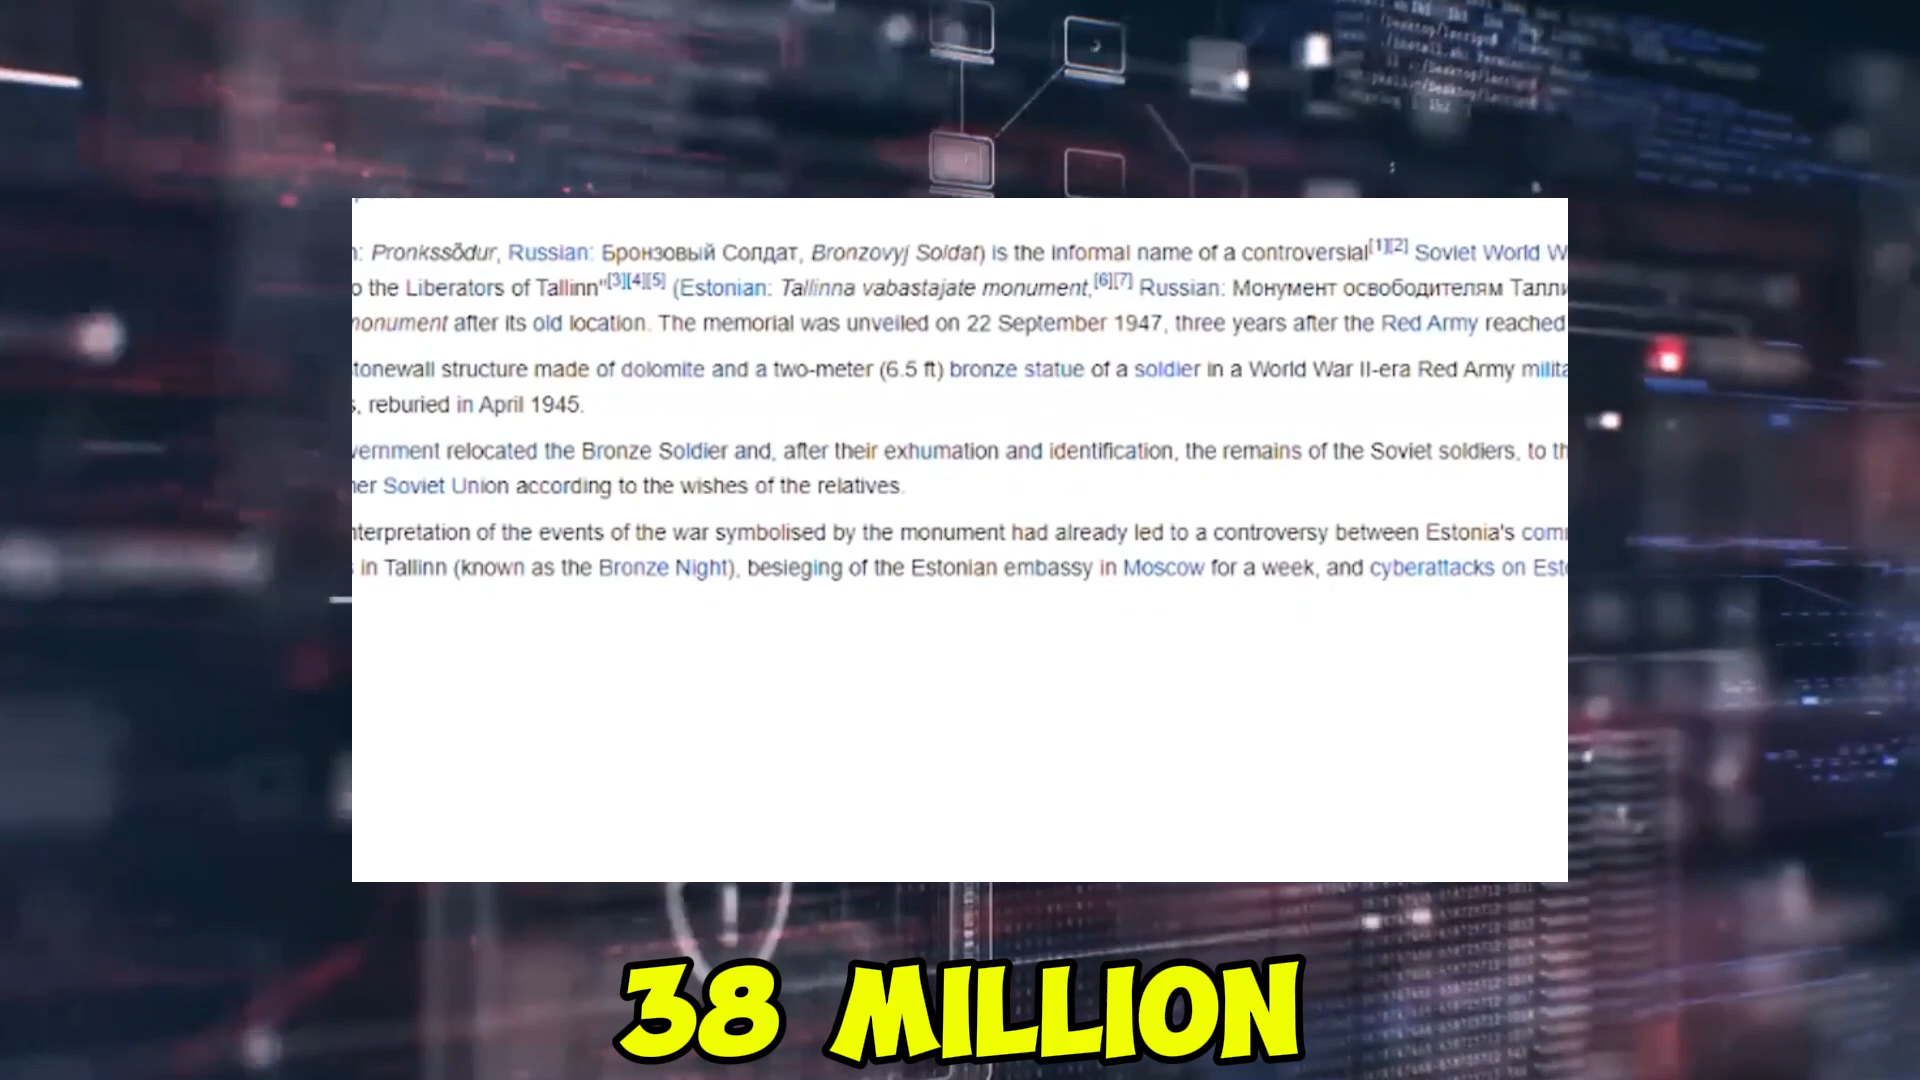 n: Pronkssõdur, Russian: Бронзовый Солдат, Bronzovyj Soldat) is the informal name of a controversial[1][2] Soviet World W
o the Liberators of Tallinn"[3][4][5] (Estonian: Tallinna vabastajate monument,[6][7] Russian: Монумент освободителям Талли
monument after its old location. The memorial was unveiled on 22 September 1947, three years after the Red Army reached
tonewall structure made of dolomite and a two-meter (6.5 ft) bronze statue of a soldier in a World War II-era Red Army milita
s, reburied in April 1945.
vernment relocated the Bronze Soldier and, after their exhumation and identification, the remains of the Soviet soldiers, to th
ner Soviet Union according to the wishes of the relatives.
nterpretation of the events of the war symbolised by the monument had already led to a controversy between Estonia's com
s in Tallinn (known as the Bronze Night), besieging of the Estonian embassy in Moscow for a week, and cyberattacks on Esto
38 MILLION